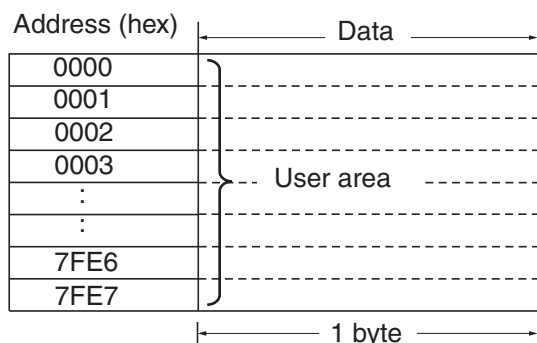 Address (hex) Data
0000
0001
0002
0003
User area
:
:
7FE6
7FE7
1 byte